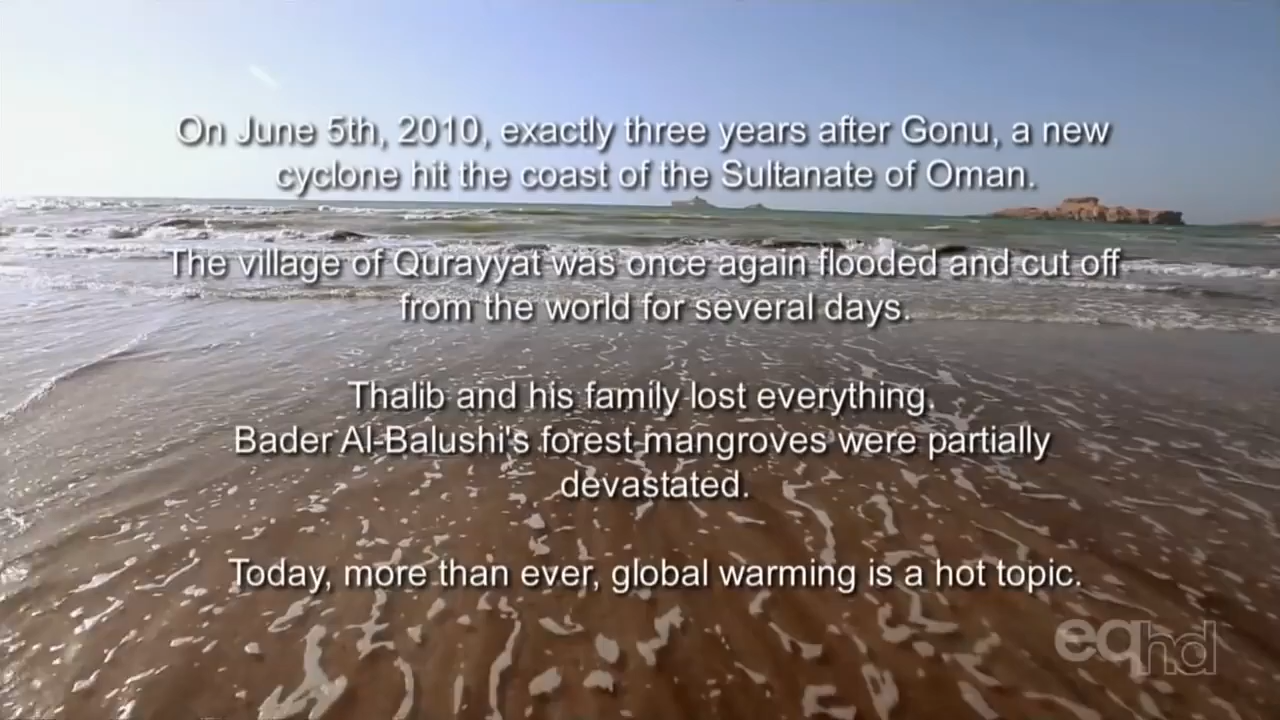 On June 5th, 2010, exactly three years after Gonu, a new
cyclone hit the coast of the Sultanate of Oman.
The village of Qurayyat was once again flooded and cut off
from the world for several days.
Thalib and his family lost everything.
Bader Al-Balushi's forest mangroves were partially
devastated.
Today, more than ever, global warming is a hot topic.
eqhd